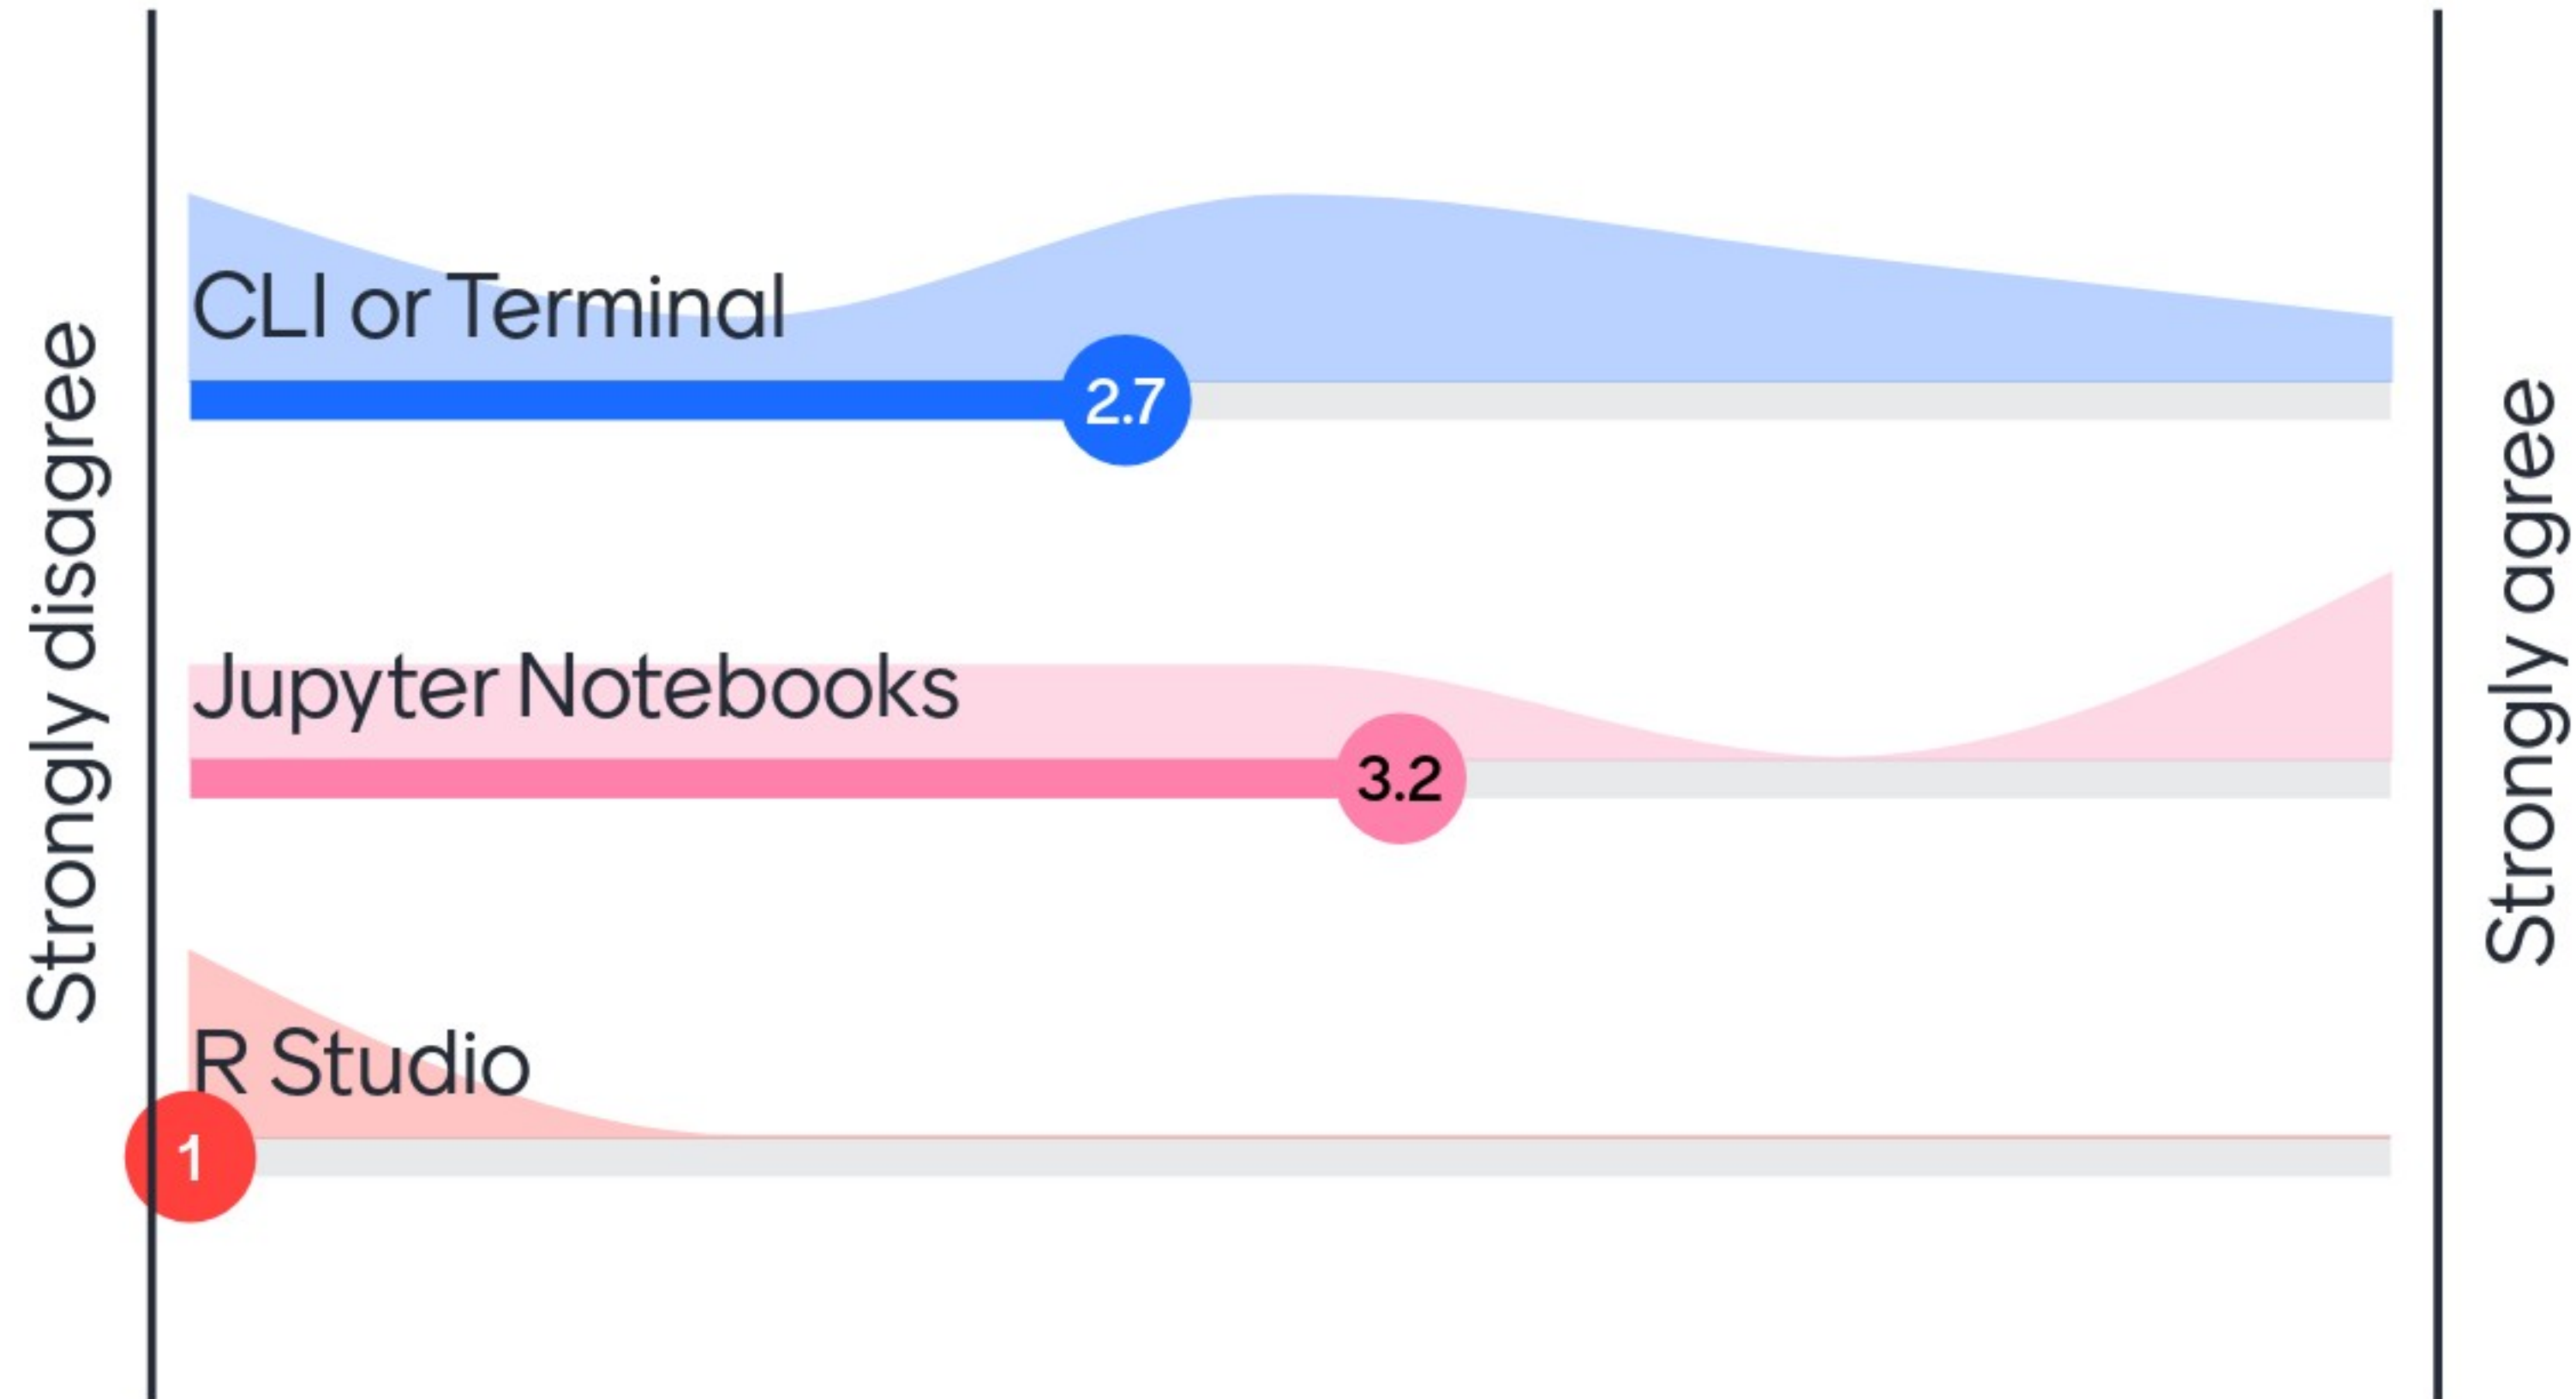 Strongly disagree
CLI or Terminal
2.7
Jupyter Notebooks
3.2
R Studio
1
Strongly agree